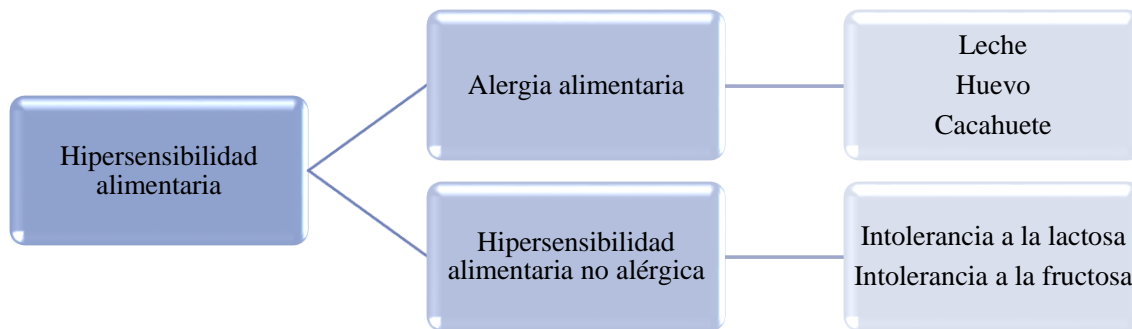 Hipersensibilidad
alimentaria
Alergia alimentaria
Leche
Huevo
Cacahuete
Hipersensibilidad
alimentaria no alérgica
Intolerancia a la lactosa
Intolerancia a la fructosa